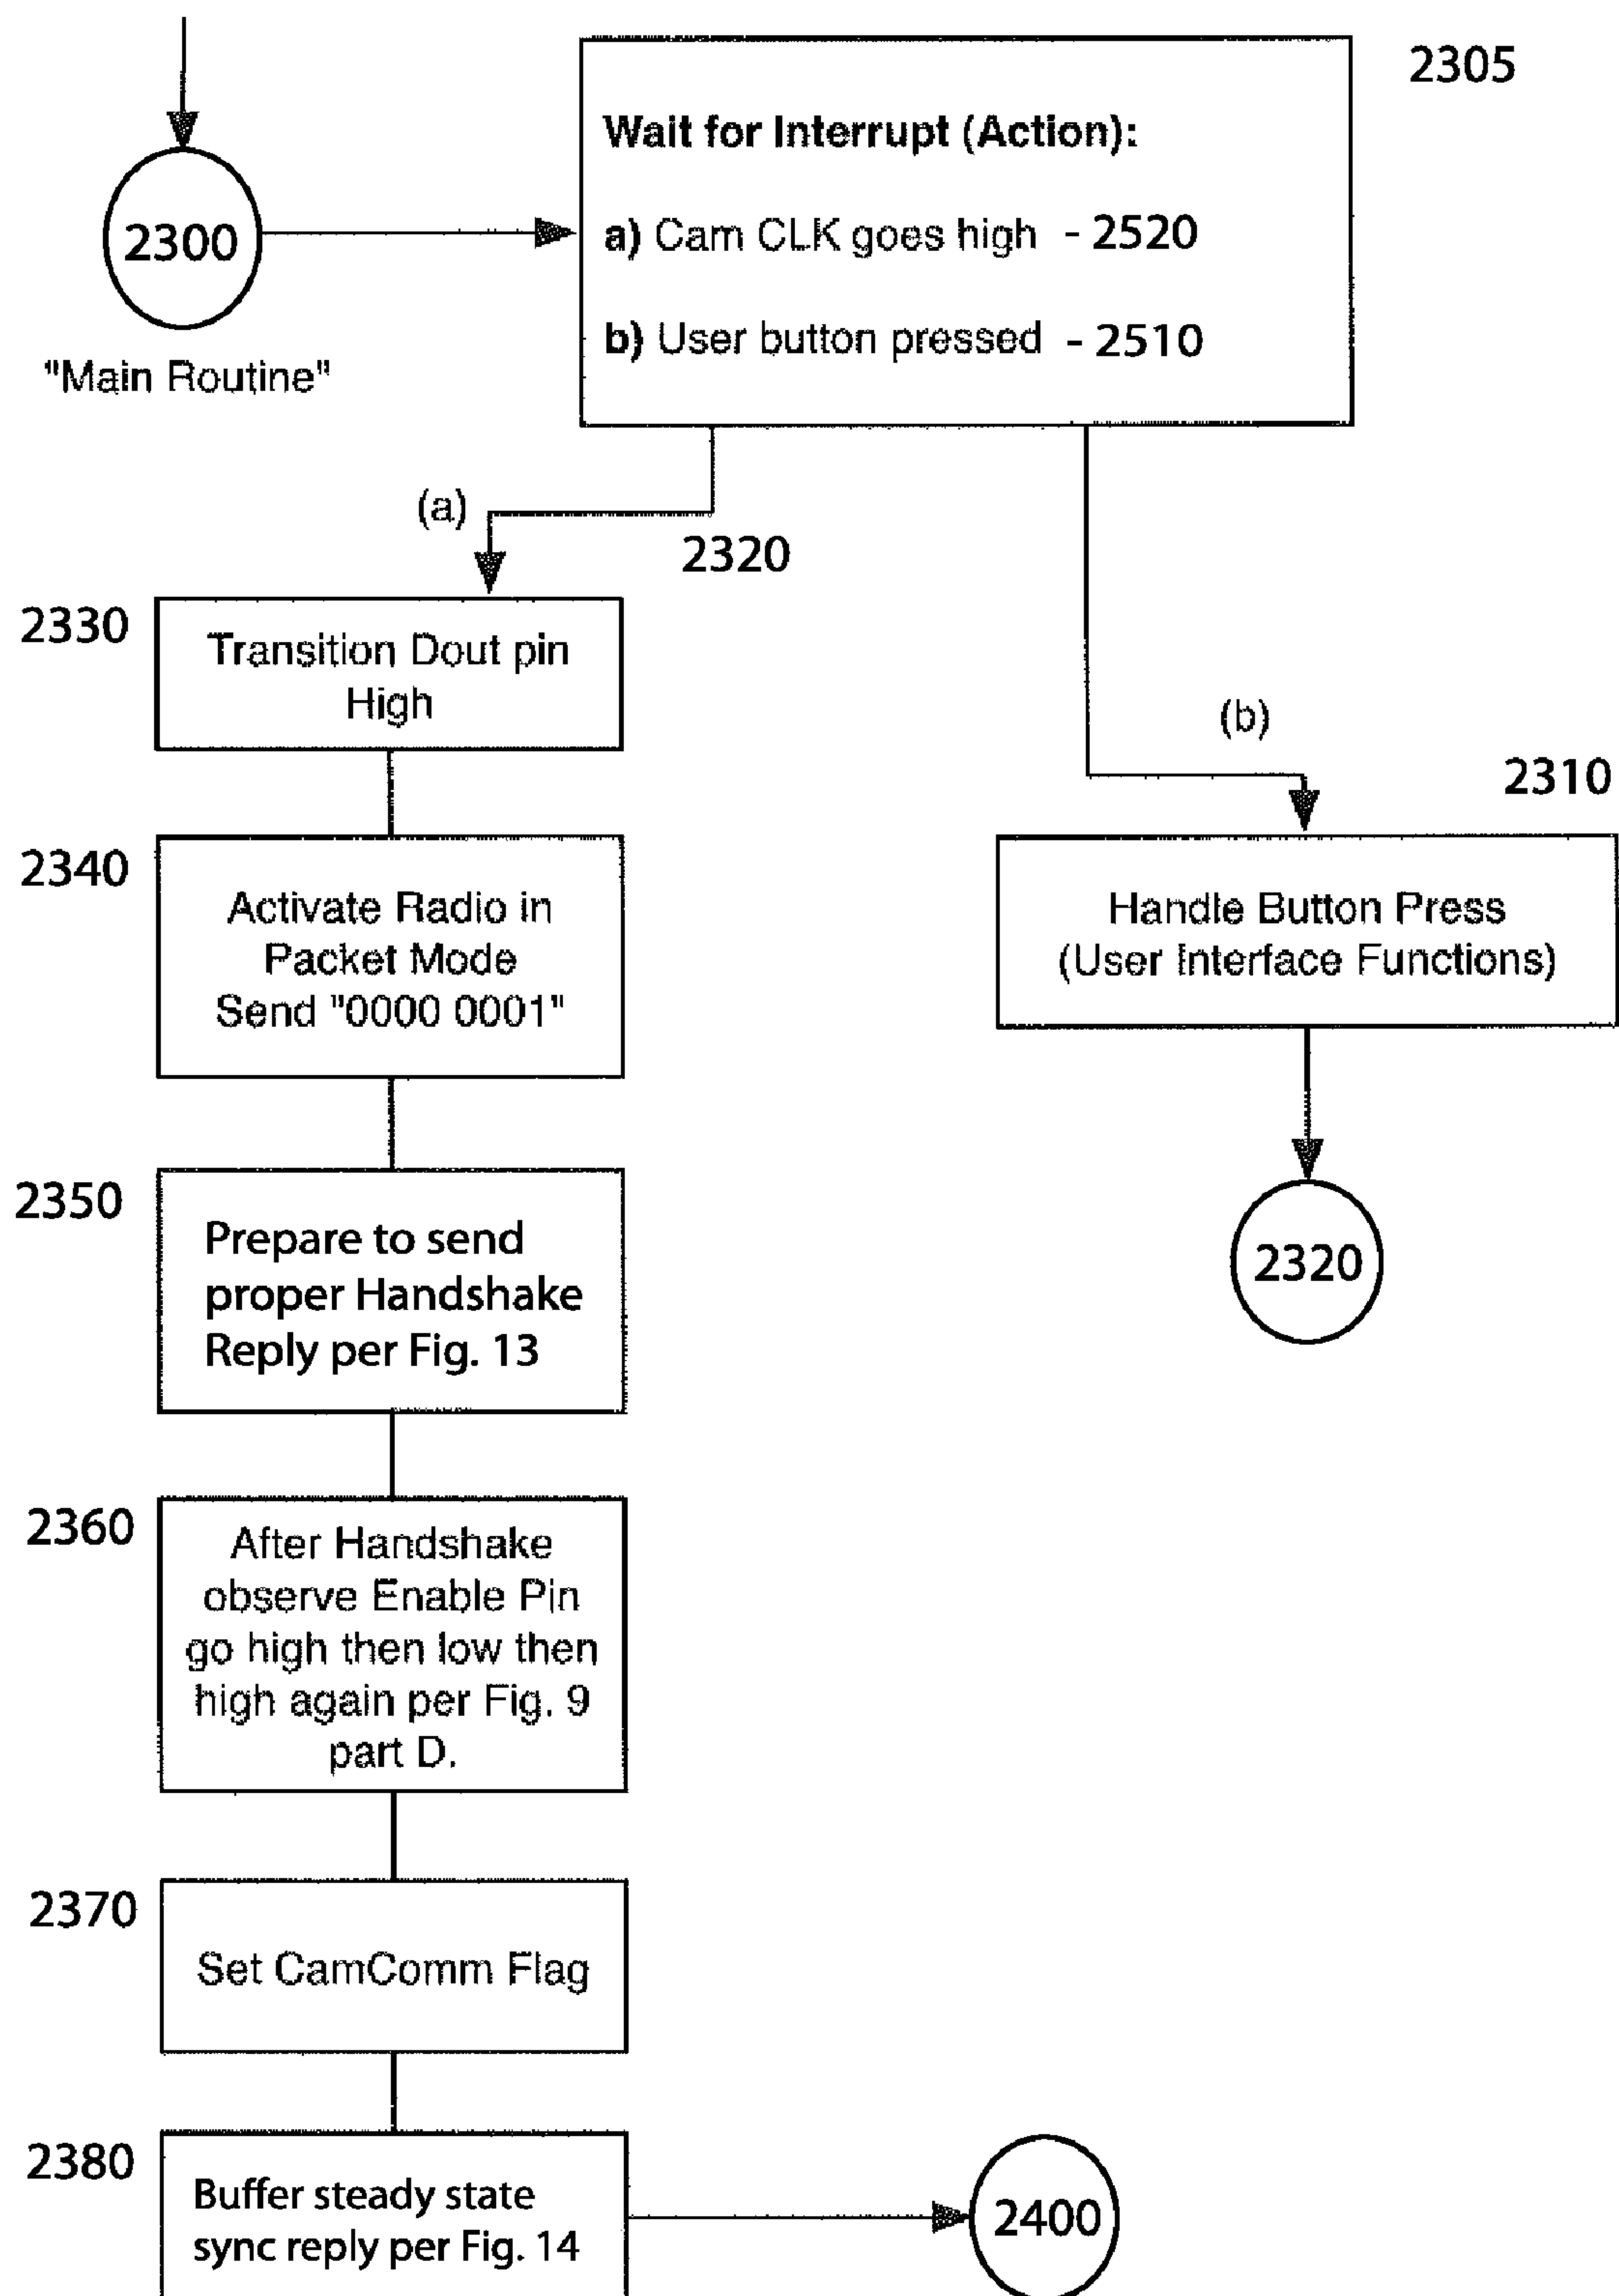 2305
Wait for Interrupt (Action):
2300
a) Cam CLK goes high - 2520
b) User button pressed - 2510
"Main Routine"
(a)
2320
2330
Transition Dout pin
High
(b)
2310
2340
Activate Radio in
Packet Mode
Send "0000 0001"
Handle Button Press
(User Interface Functions)
2350
Prepare to send
proper Handshake
Reply per Fig. 13
2320
2360
After Handshake
observe Enable Pin
go high then low then
high again per Fig. 9
part D.
2370
Set CamComm Flag
2380
Buffer steady state
sync reply per Fig. 14
2400